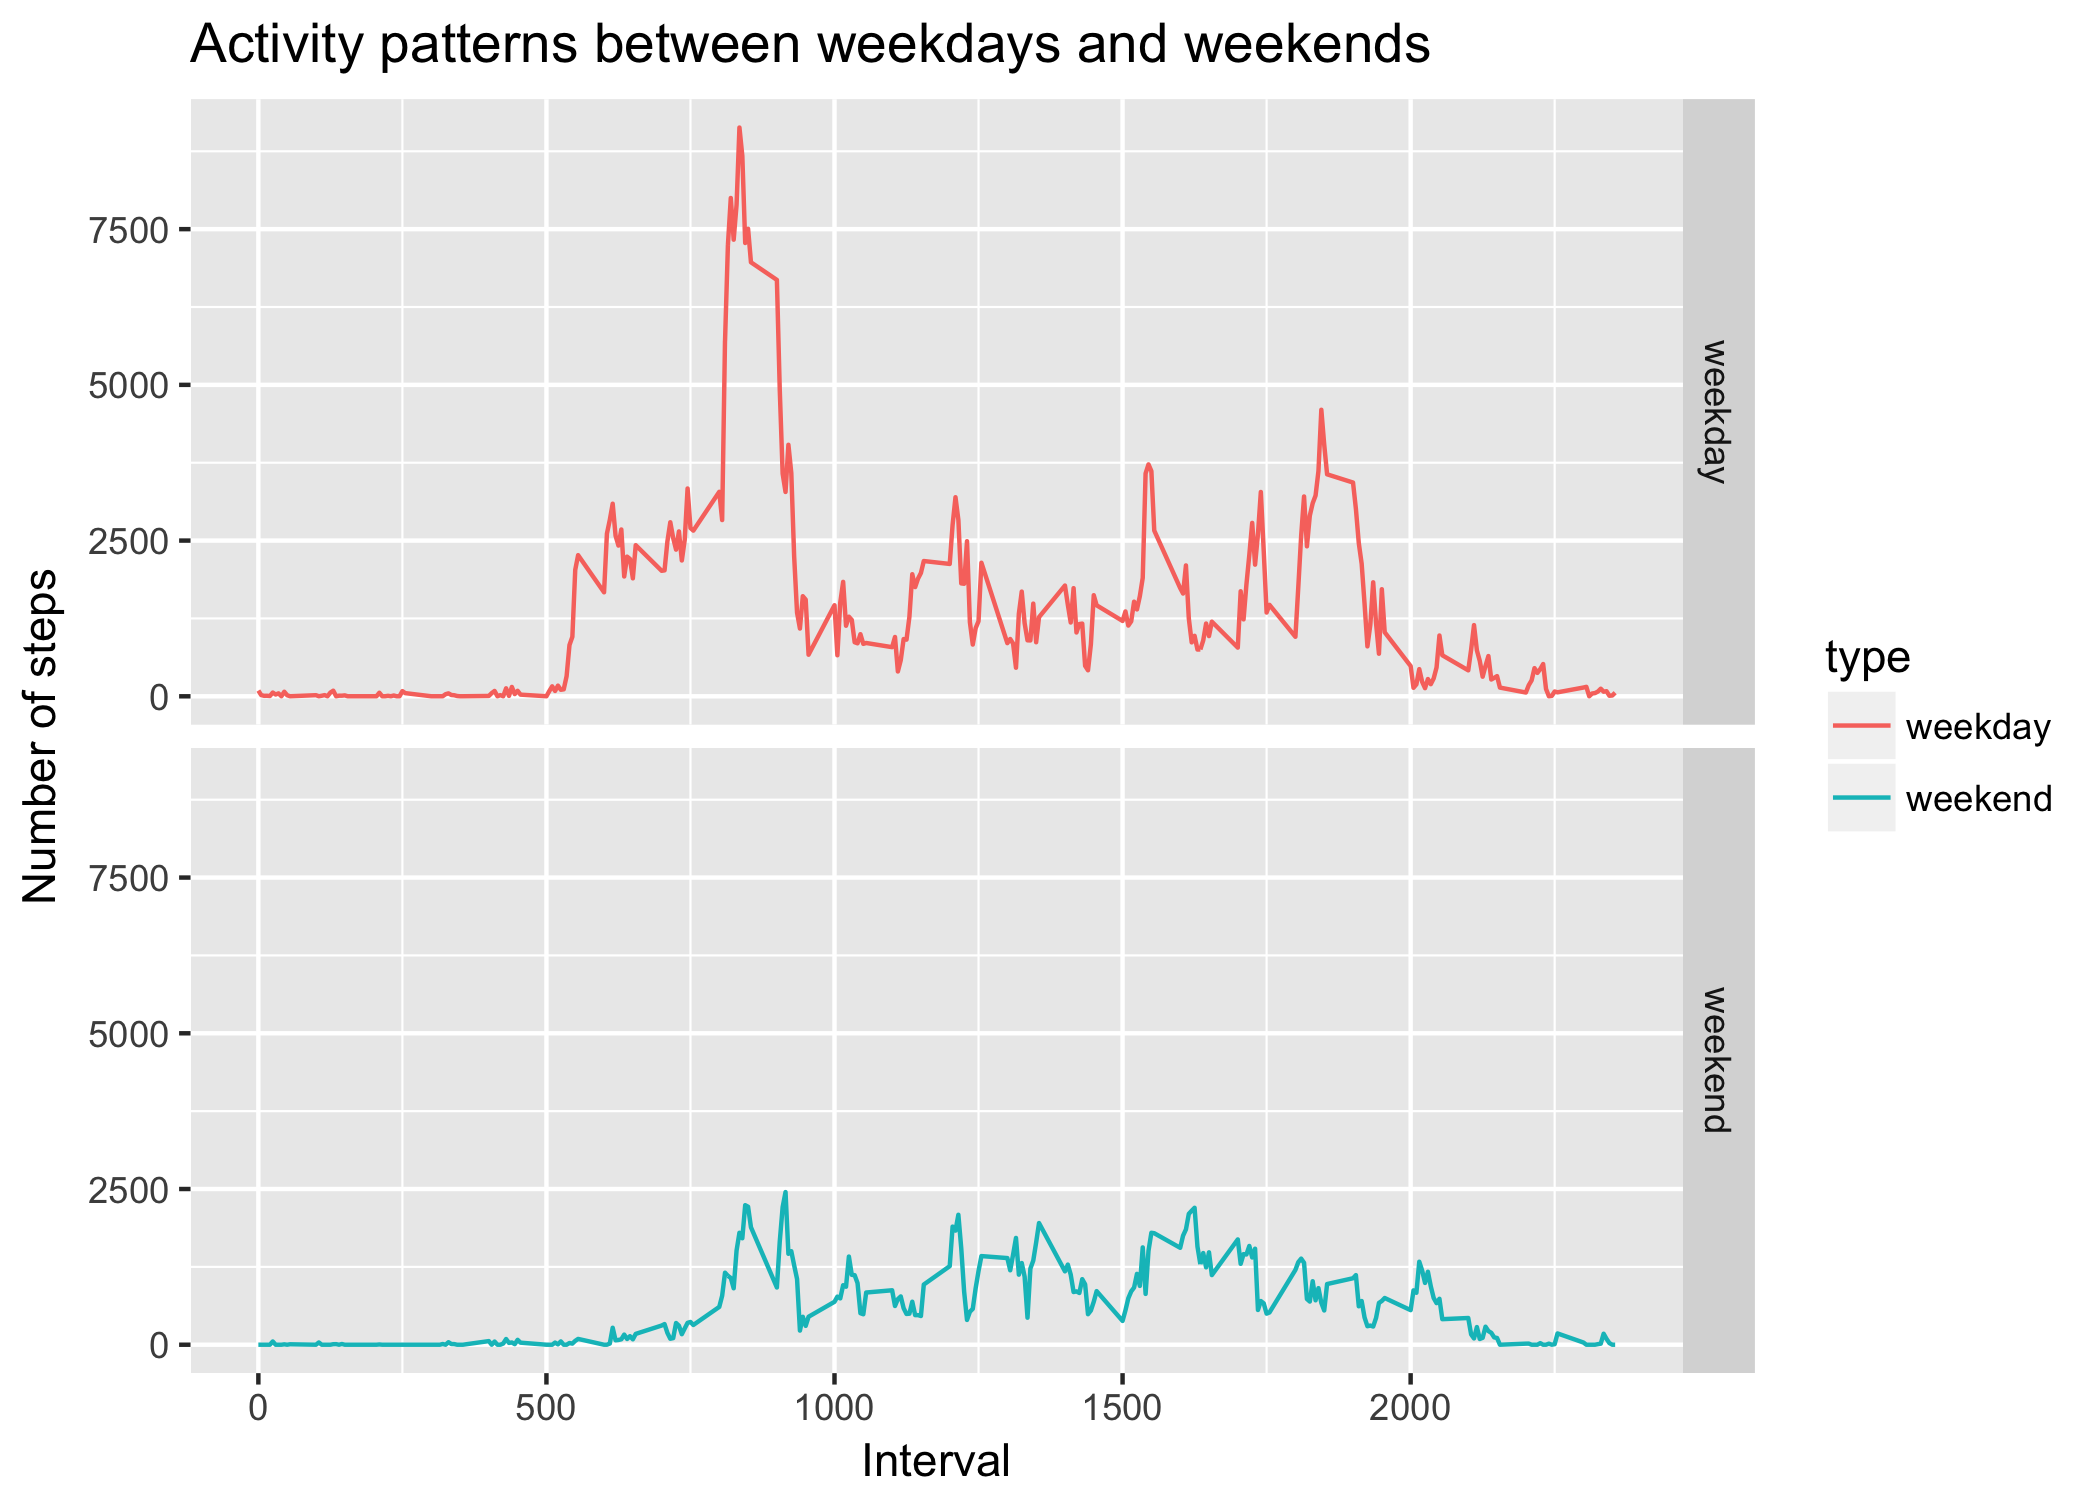 Activity patterns between weekdays and weekends
Number of steps
7500
5000
2500
0
weekday
7500
5000
2500
0
weekend
0
500
1000
1500
2000
Interval
type
weekday
weekend